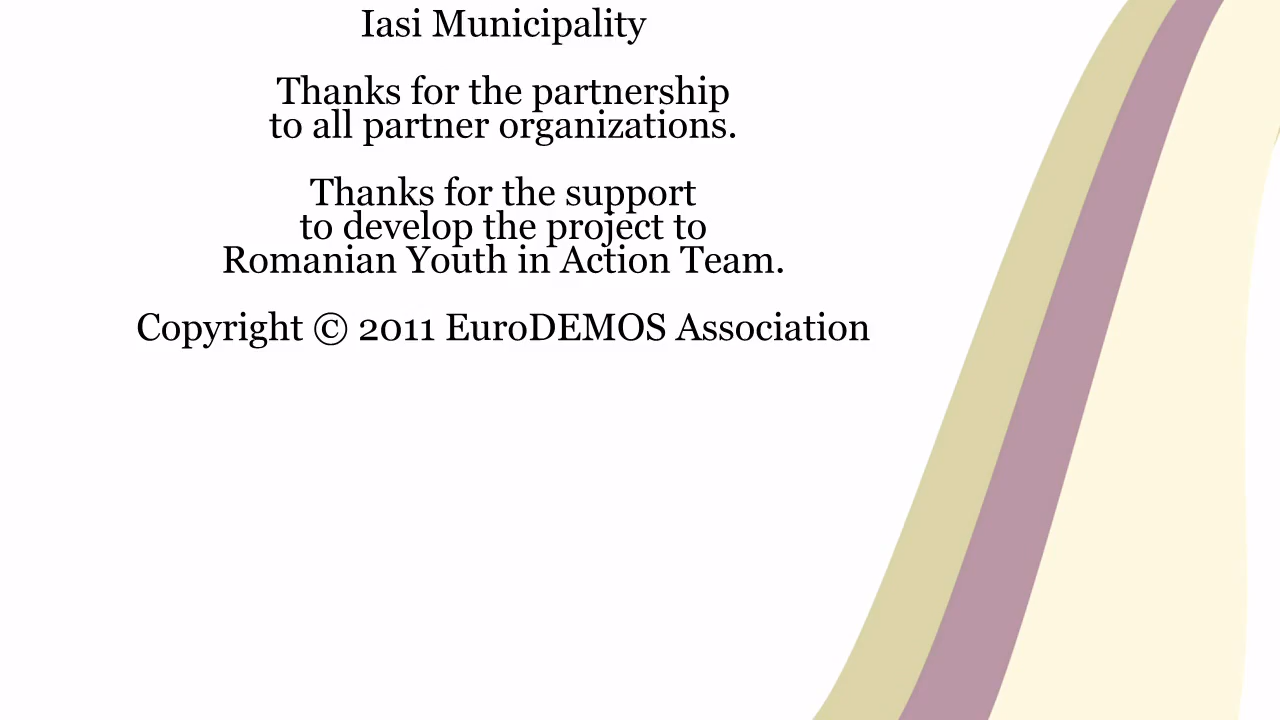 Iasi Municipality
Thanks for the partnership
to all partner organizations.
Thanks for the support
to develop the project to
Romanian Youth in Action Team.
Copyright © 2011 EuroDEMOS Association